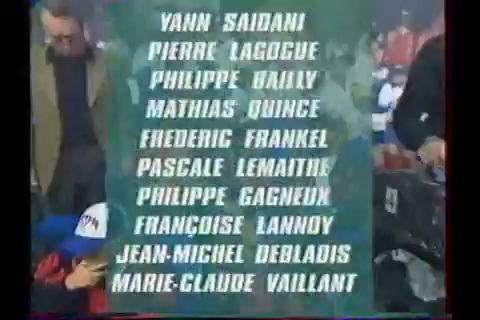 YANN SAIDANI
PIERRE LAGOGUE
PHILIPPE BAILLY
MATHIAS QUINCE
FREDERIC FRANKEL
PASCALE LEMAITRE
PHILIPPE GAGNEUX
FRANÇOISE LANNOY
JEAN-MICHEL DEBLADIS
MARIE-CLAUDE VAILLANT